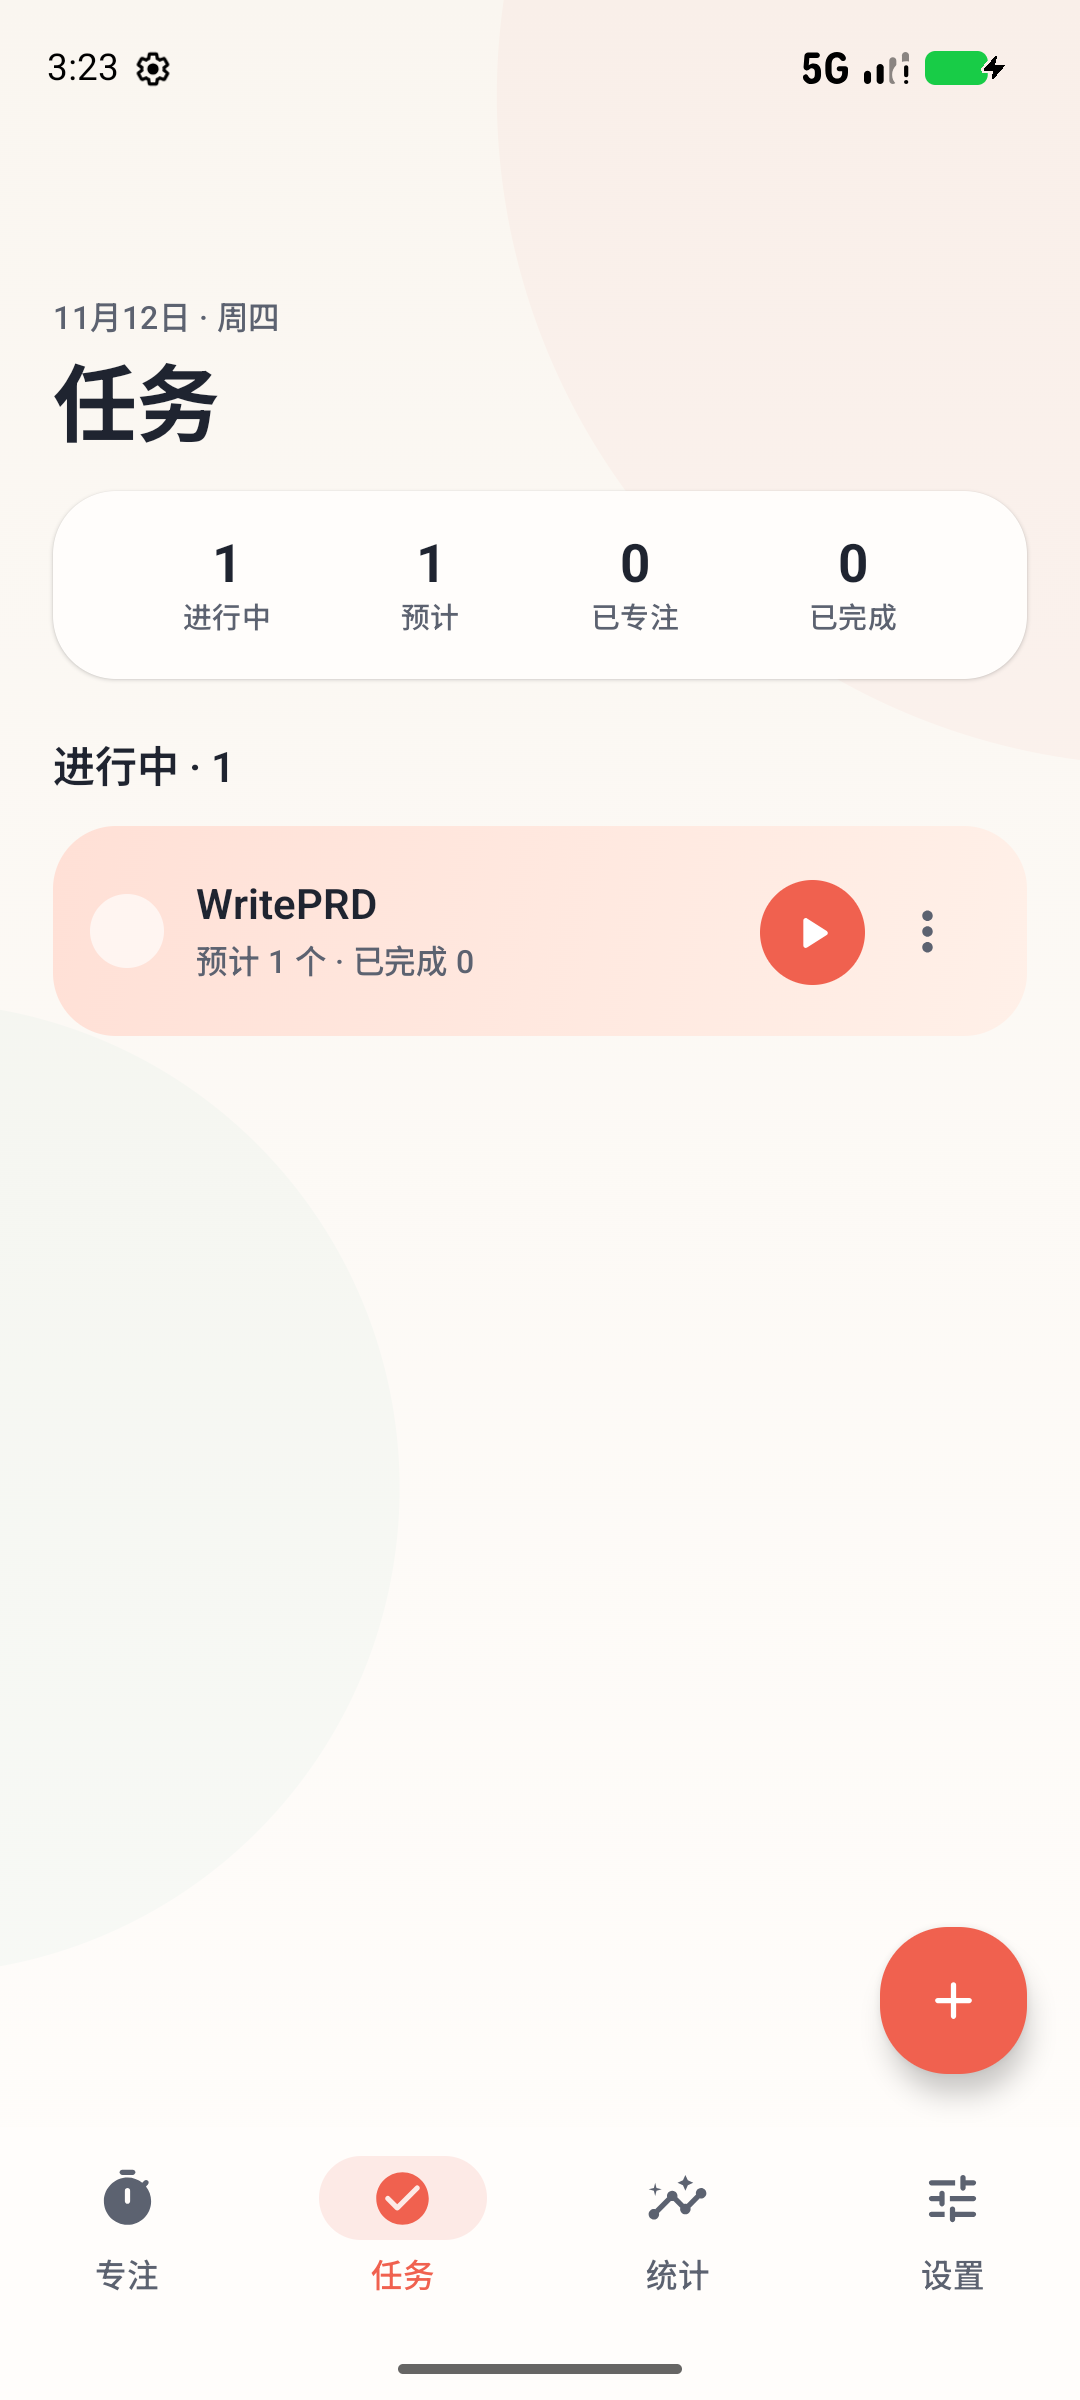 3:23
5G
11月12日 · 周四
任务
1 1 0 0
进行中 预计 已专注 已完成
进行中 · 1
WritePRD
预计 1 个 · 已完成 0
专注 任务 统计 设置